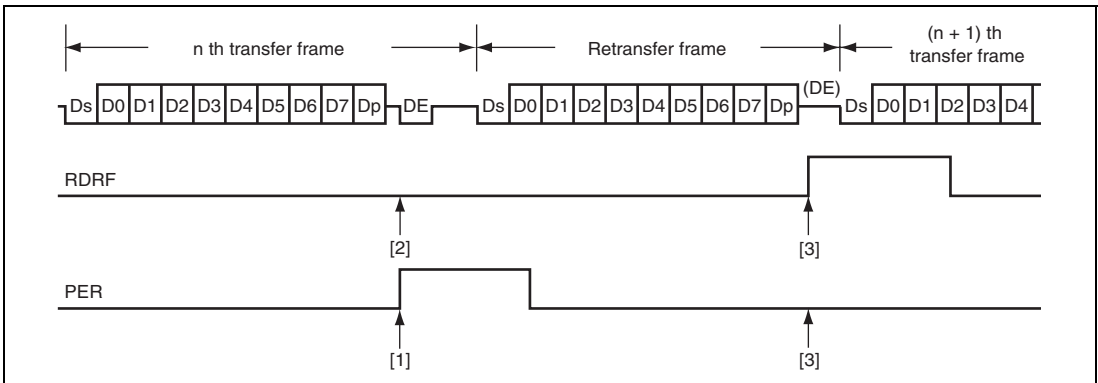 n th transfer frame Retransfer frame (n + 1) th
transfer frame
Ds D0 D1 D2 D3 D4 D5 D6 D7 Dp DE Ds D0 D1 D2 D3 D4 D5 D6 D7 Dp (DE) Ds D0 D1 D2 D3 D4
RDRF
[2] [3]
PER
[1] [3]